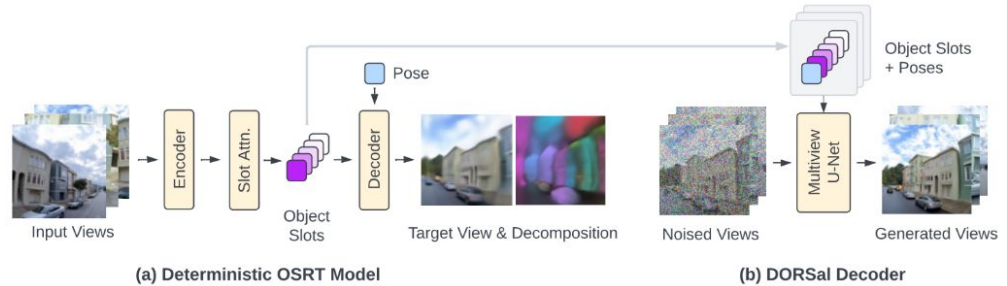 Pose
Encoder
Slot Attn.
Decoder
Input Views
Object
Slots
Target View & Decomposition
(a) Deterministic OSRT Model
Object Slots
+ Poses
Multiview
U-Net
Noised Views
Generated Views
(b) DORSal Decoder